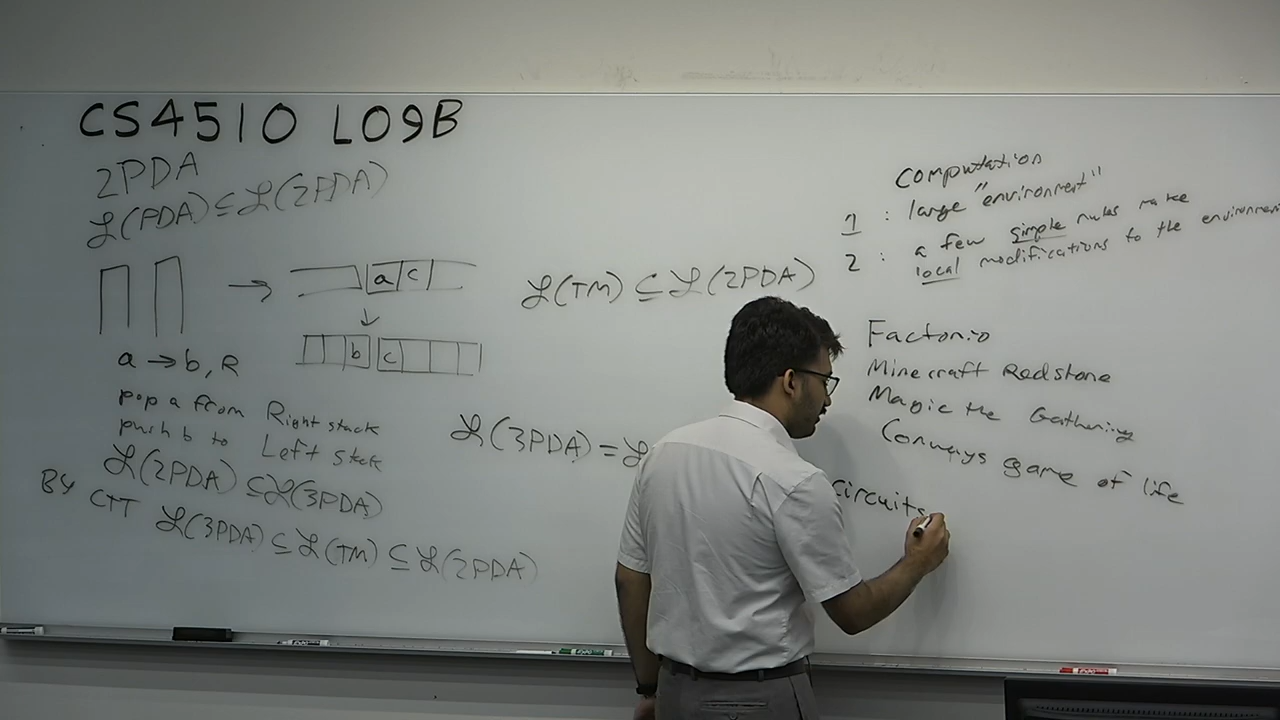 CS4510 L09B
2PDA
ℒ(PDA) ⊆ ℒ(2PDA)
a c
b c
a → b, R
pop a from Right stack
push b to Left stack
ℒ(2PDA) ⊆ ℒ(3PDA)
By CTT ℒ(3PDA) ⊆ ℒ(TM) ⊆ ℒ(2PDA)
ℒ(TM) ⊆ ℒ(2PDA)
ℒ(3PDA) = ℒ
computation
1 : large "environment"
2 : a few simple rules make
local modifications to the environment
Factorio
Minecraft Redstone
Magic the Gathering
Conways game of life
circuits